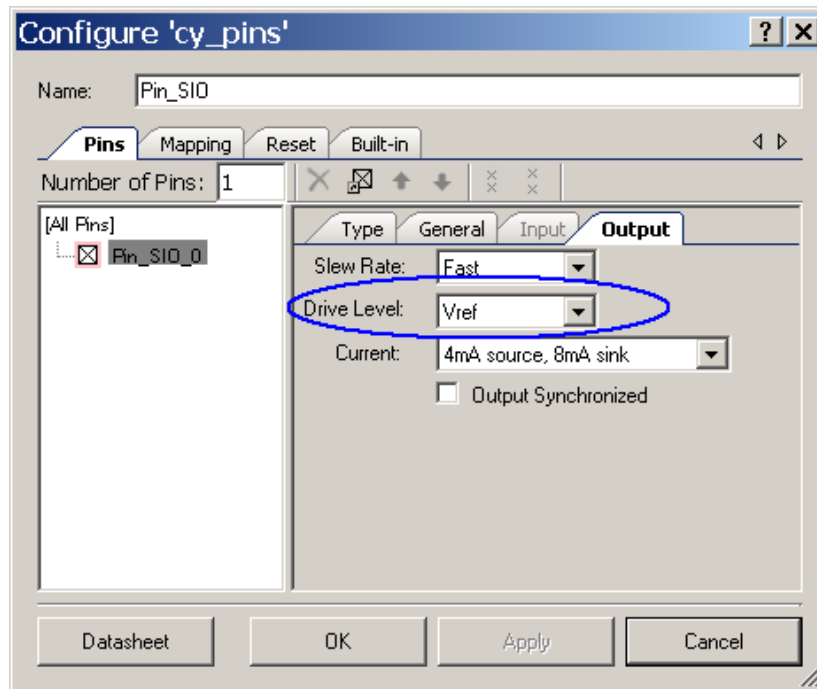 Configure 'cy_pins'
Name: Pin_SIO
Pins Mapping Reset Built-in
Number of Pins: 1
[All Pins]
Pin_SIO_0
Type General Input Output
Slew Rate: Fast
Drive Level: Vref
Current: 4mA source, 8mA sink
Output Synchronized
Datasheet OK Apply Cancel